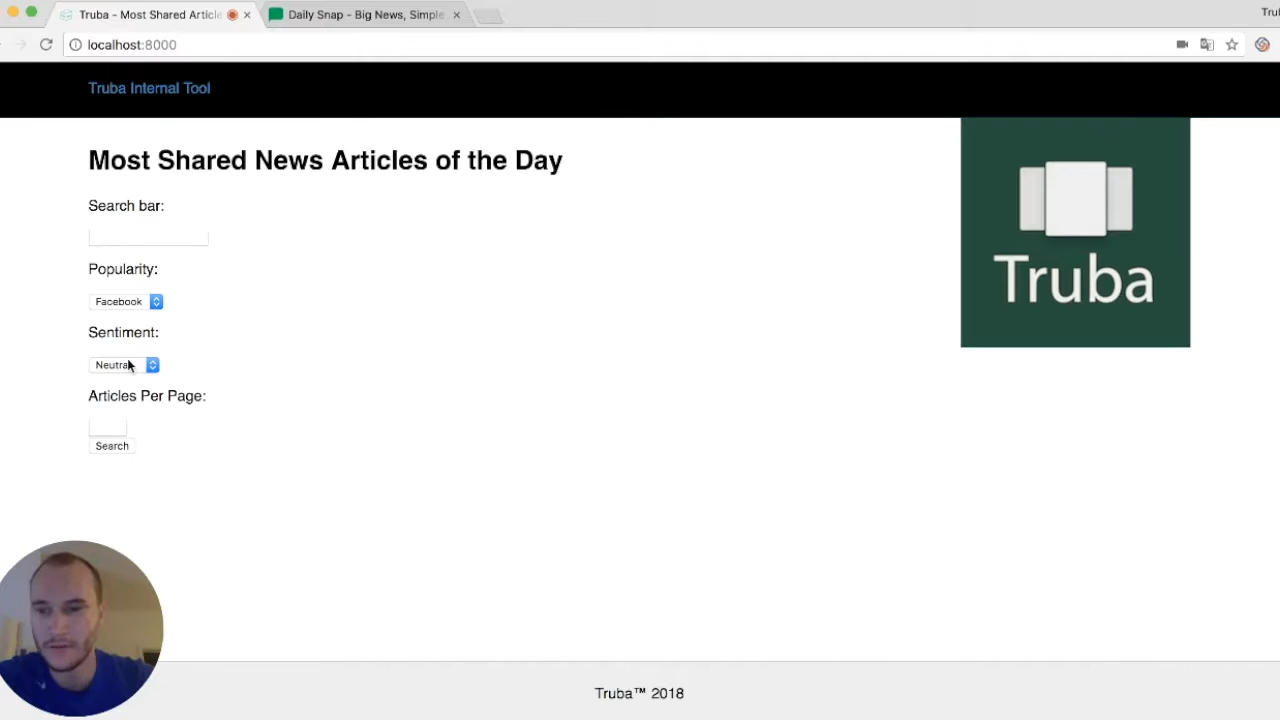 Truba - Most Shared Article
Daily Snap - Big News, Simple
localhost:8000
Truba Internal Tool
Most Shared News Articles of the Day
Search bar:
Popularity:
Facebook
Sentiment:
Neutral
Articles Per Page:
Search
Truba
Truba™ 2018